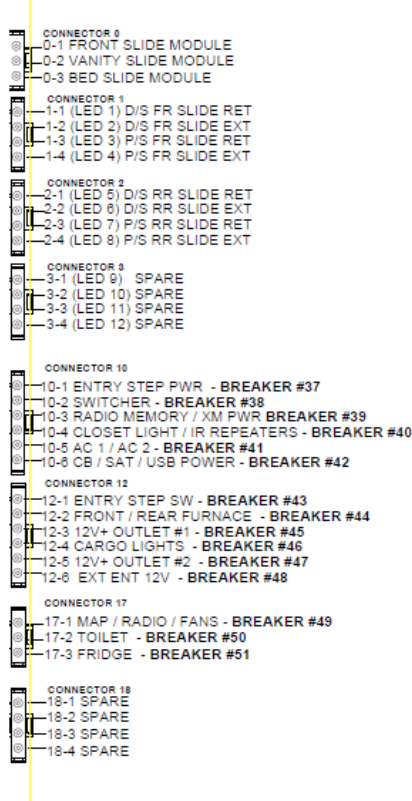 CONNECTOR 0
0-1 FRONT SLIDE MODULE
0-2 VANITY SLIDE MODULE
0-3 BED SLIDE MODULE
CONNECTOR 1
1-1 (LED 1) D/S FR SLIDE RET
1-2 (LED 2) D/S FR SLIDE EXT
1-3 (LED 3) P/S FR SLIDE RET
1-4 (LED 4) P/S FR SLIDE EXT
CONNECTOR 2
2-1 (LED 5) D/S RR SLIDE RET
2-2 (LED 6) D/S RR SLIDE EXT
2-3 (LED 7) P/S RR SLIDE RET
2-4 (LED 8) P/S RR SLIDE EXT
CONNECTOR 3
3-1 (LED 9) SPARE
3-2 (LED 10) SPARE
3-3 (LED 11) SPARE
3-4 (LED 12) SPARE
CONNECTOR 10
10-1 ENTRY STEP PWR - BREAKER #37
10-2 SWITCHER - BREAKER #38
10-3 RADIO MEMORY / XM PWR BREAKER #39
10-4 CLOSET LIGHT / IR REPEATERS - BREAKER #40
10-5 AC 1 / AC 2 - BREAKER #41
10-6 CB / SAT / USB POWER - BREAKER #42
CONNECTOR 12
12-1 ENTRY STEP SW - BREAKER #43
12-2 FRONT / REAR FURNACE - BREAKER #44
12-3 12V+ OUTLET #1 - BREAKER #45
12-4 CARGO LIGHTS - BREAKER #46
12-5 12V+ OUTLET #2 - BREAKER #47
12-6 EXT ENT 12V - BREAKER #48
CONNECTOR 17
17-1 MAP / RADIO / FANS - BREAKER #49
17-2 TOILET - BREAKER #50
17-3 FRIDGE - BREAKER #51
CONNECTOR 18
18-1 SPARE
18-2 SPARE
18-3 SPARE
18-4 SPARE